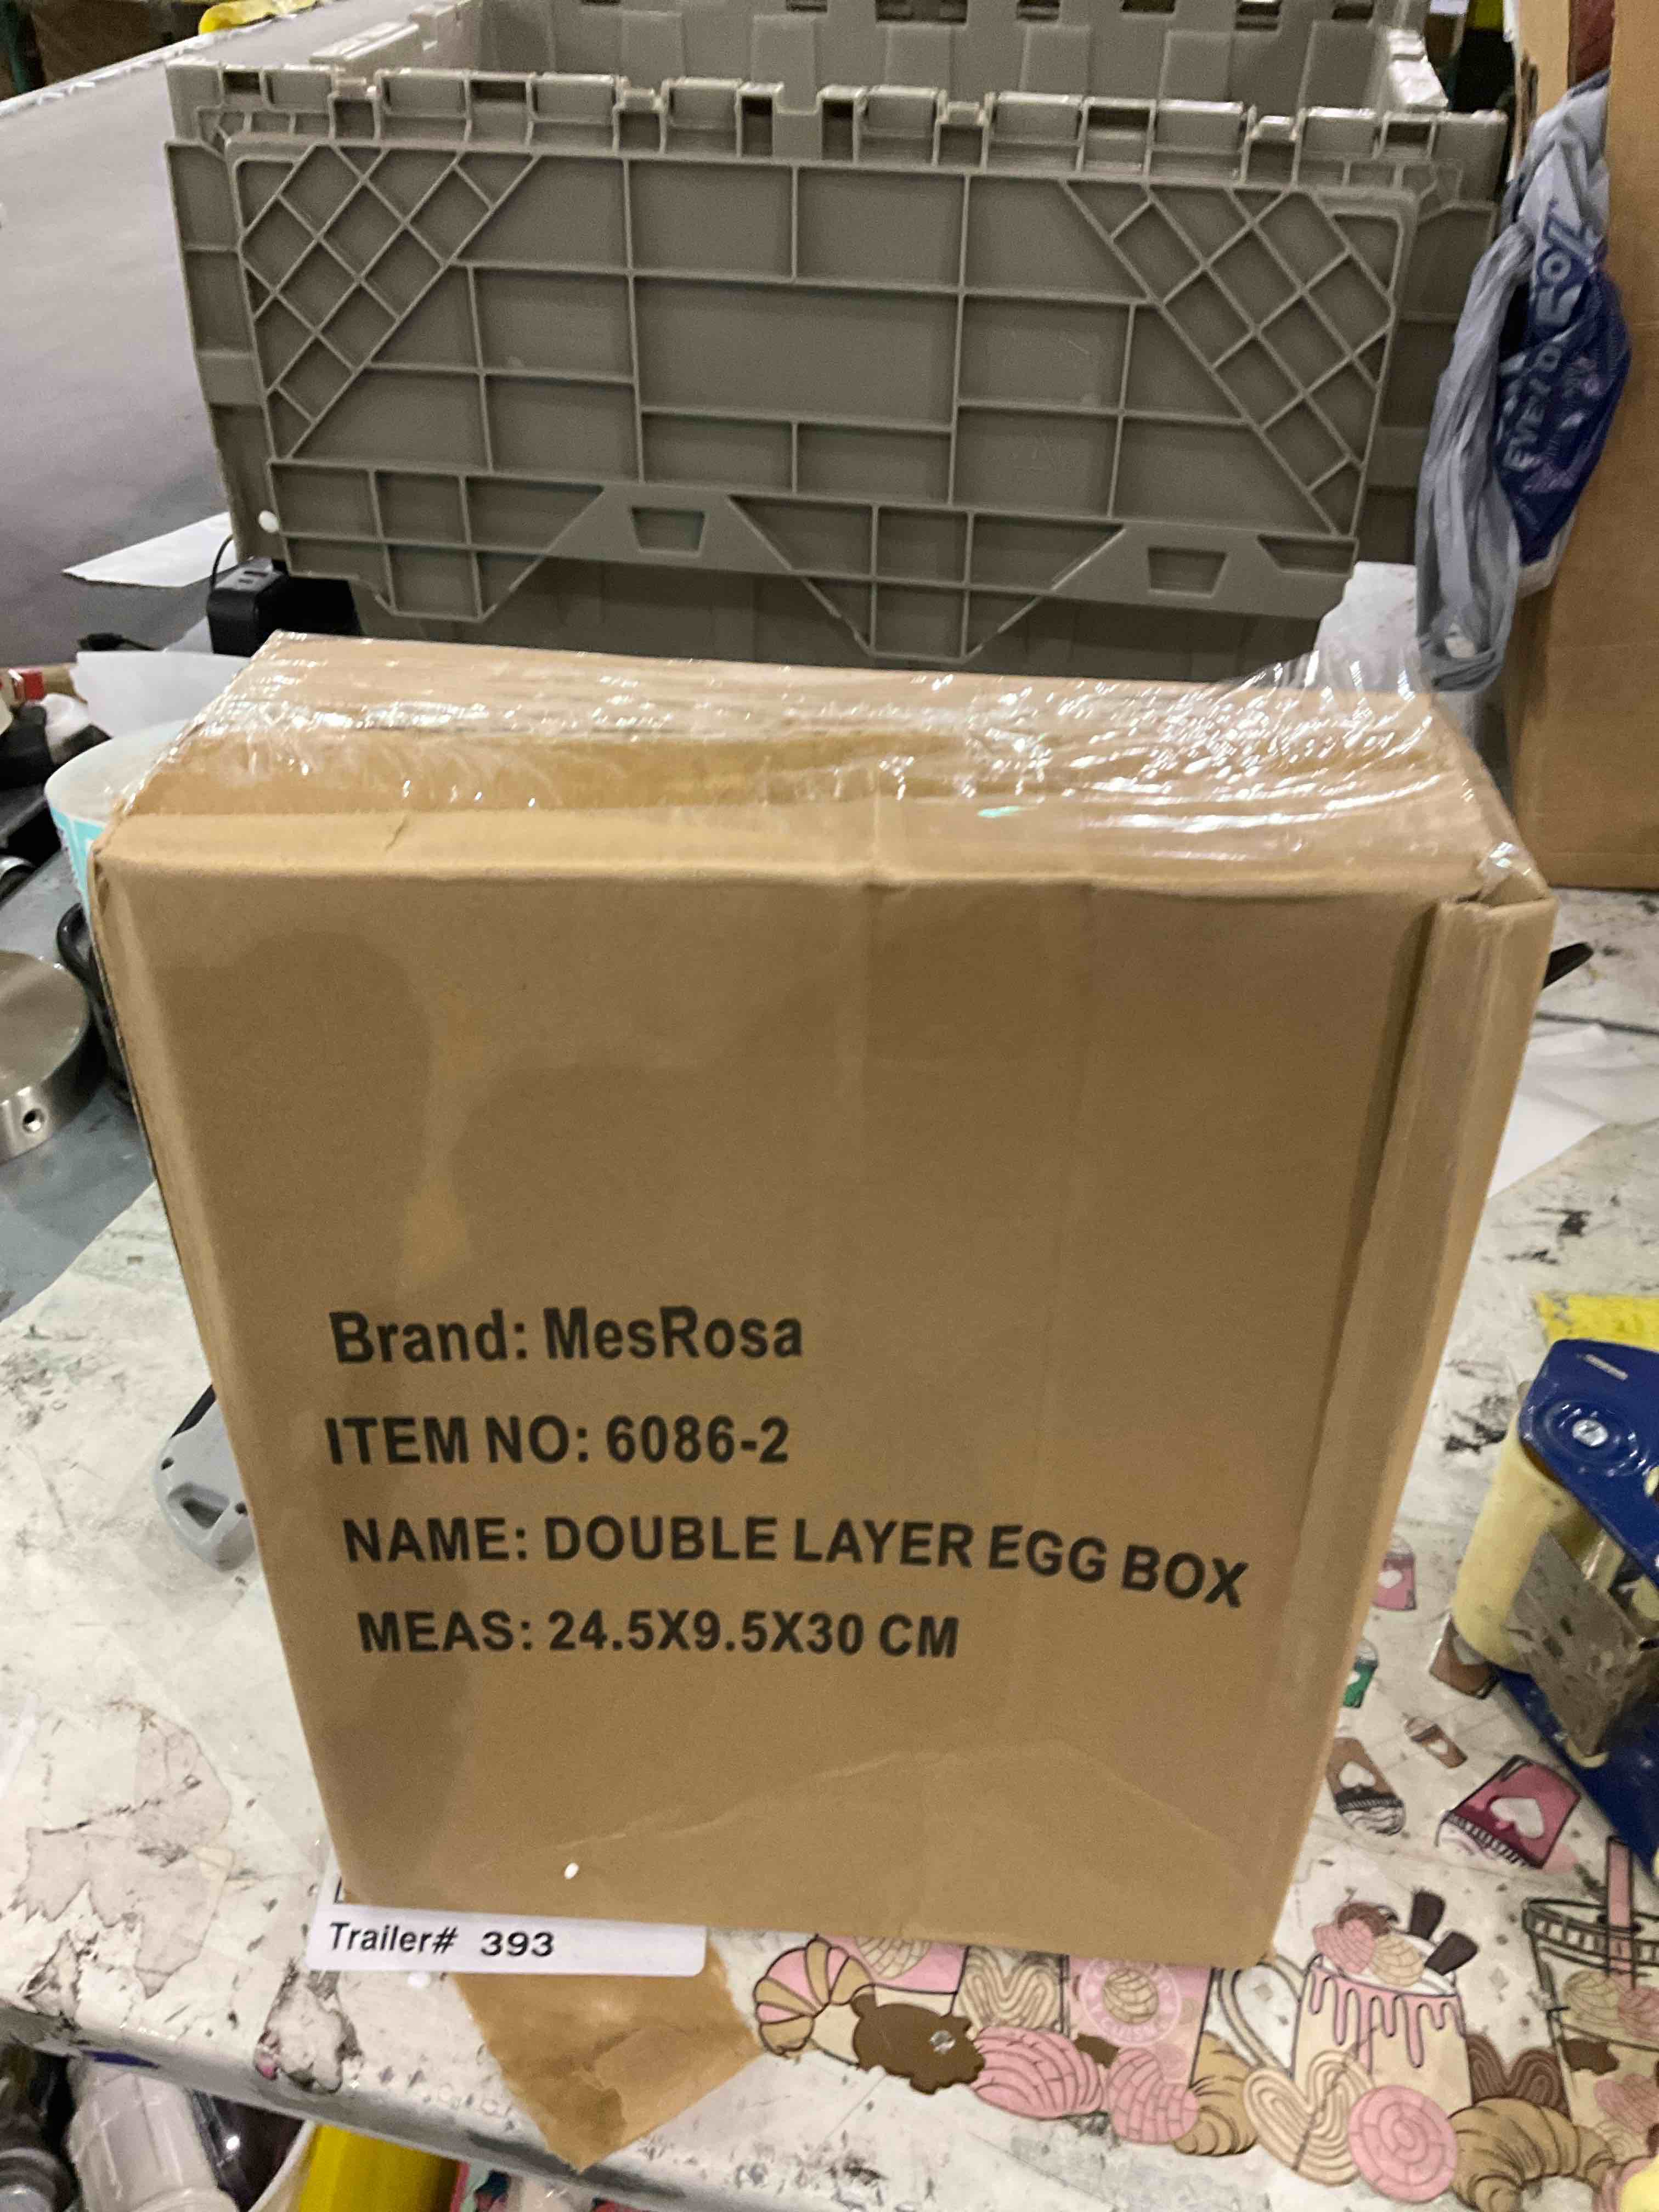 Brand: MesRosa
ITEM NO: 6086-2
NAME: DOUBLE LAYER EGG BOX
MEAS: 24.5X9.5X30 CM
Trailer# 393